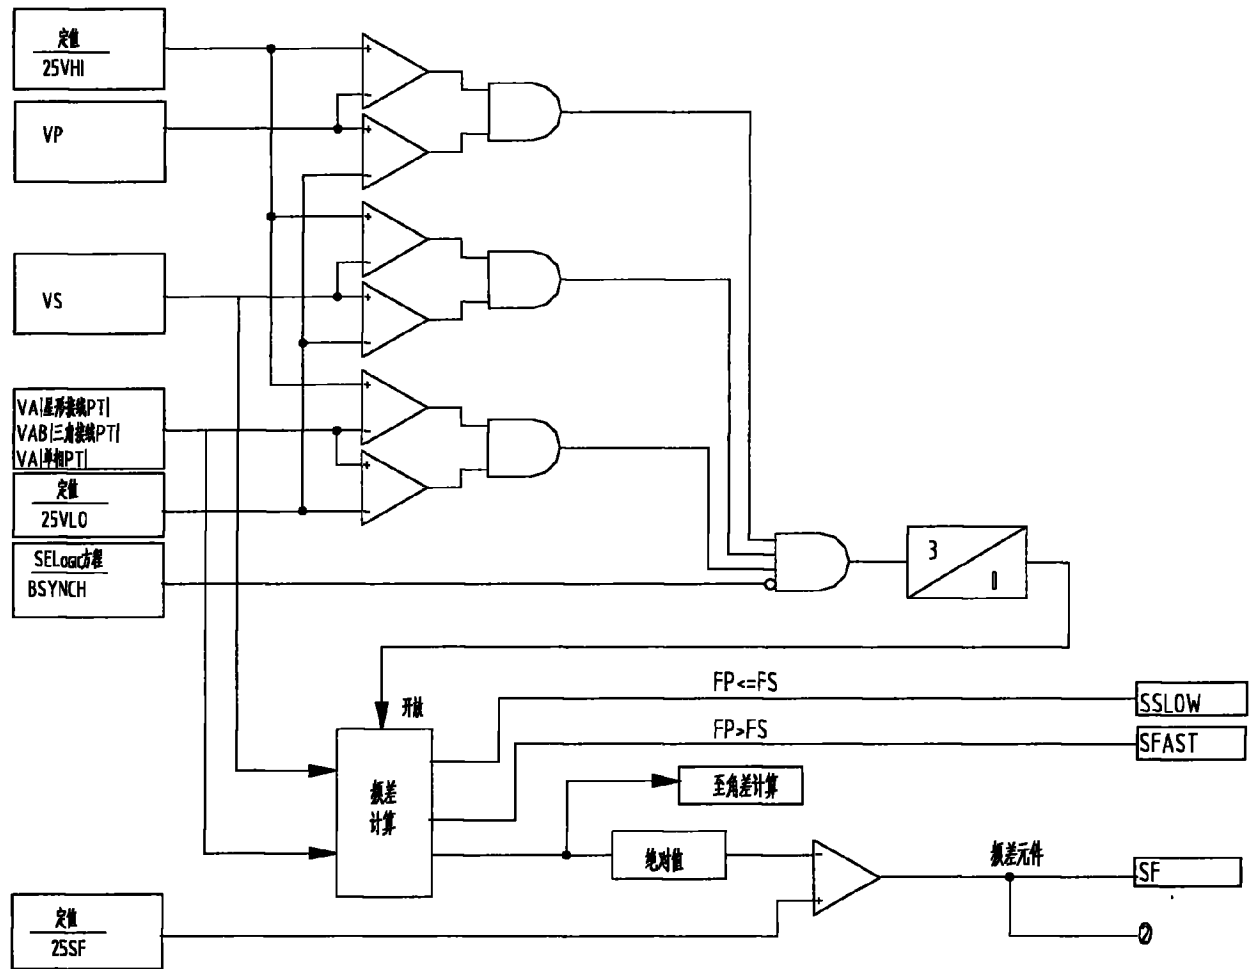 定值
25VHI
VP
VS
VA|星形接线PT|
VAB|三角接线PT|
VA|单相PT|
定值
25VLO
SELOGIC方程
BSYNCH
3
0
FP<=FS
SSLOW
开放
FP>FS
SFAST
频差
计算
至角差计算
绝对值
频差元件
SF
定值
25SF
②
+
-
+
-
+
-
+
-
+
-
+
-
-
+